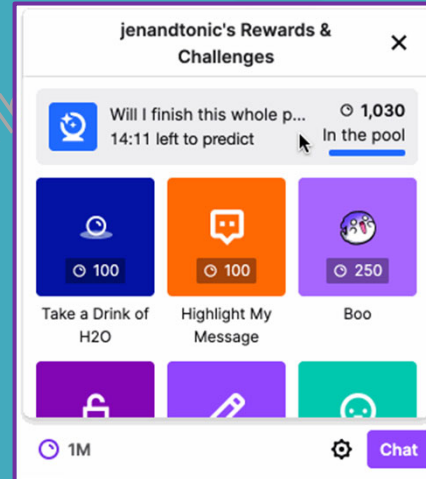 jenandtonic's Rewards &
Challenges
Will I finish this whole p...
1,030
14:11 left to predict
In the pool
100
100
250
Take a Drink of
H2O
Highlight My
Message
Boo
1M
Chat